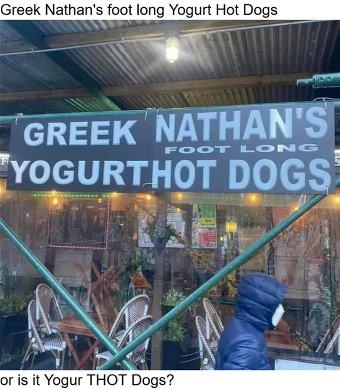 Greek Nathan's foot long Yogurt Hot Dogs
GREEK NATHAN'S
FOOT LONG
YOGURTHOT DOGS
or is it Yogur THOT Dogs?